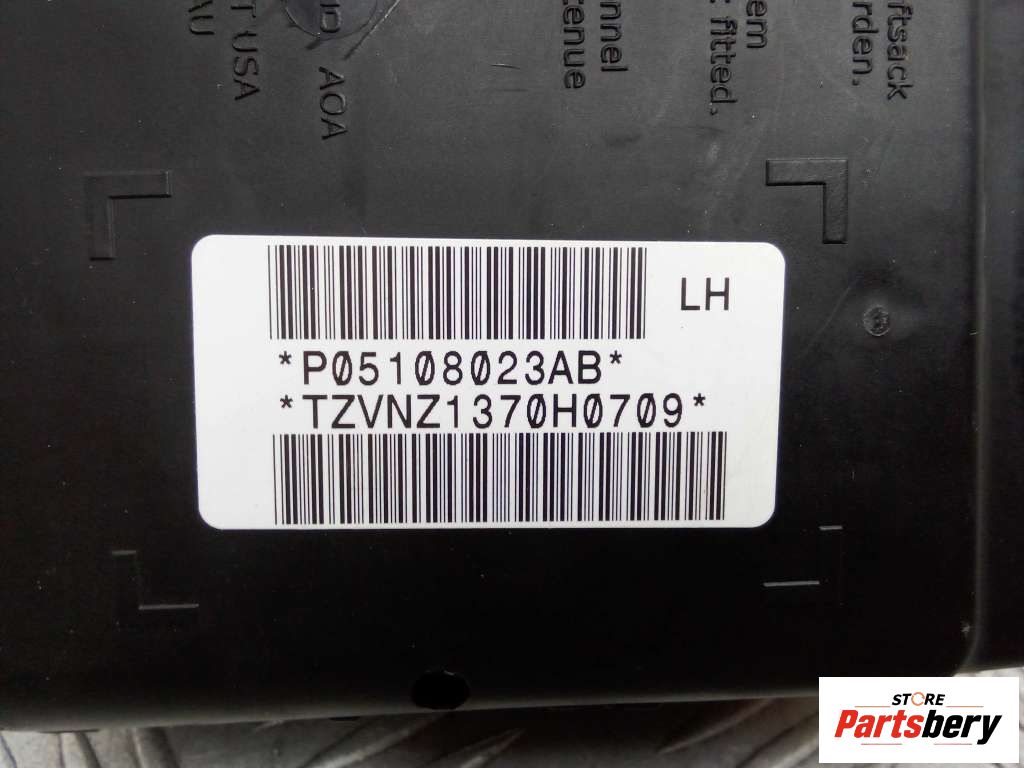 ftsack
rden.
em
: fitted.
nnel
tenue
AOA
T USA
AU
LH
*P05108023AB*
*TZVNZ1370H0709*
STORE
Partsbery